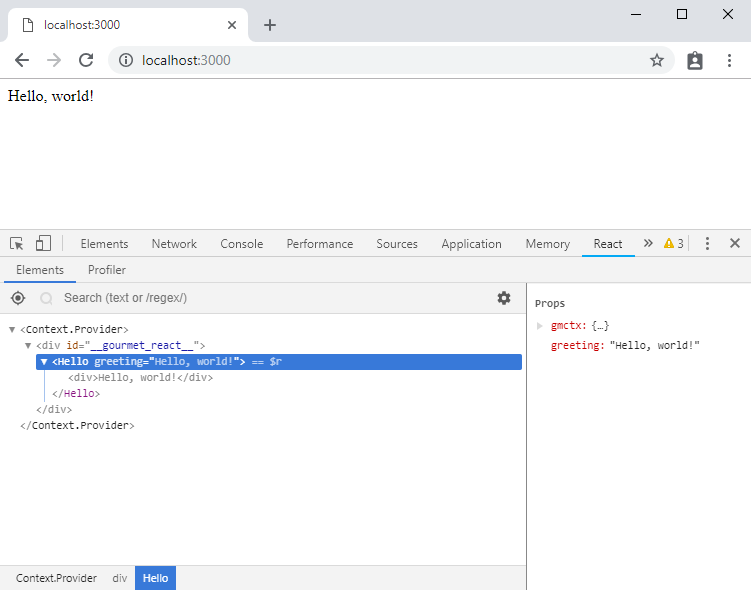 localhost:3000
localhost:3000
Hello, world!
Elements Network Console Performance Sources Application Memory React » 3
Elements Profiler
Search (text or /regex/)
<Context.Provider>
<div id="__gourmet_react__">
<Hello greeting="Hello, world!"> == $r
<div>Hello, world!</div>
</Hello>
</div>
</Context.Provider>
Props
gmctx: {…}
greeting: "Hello, world!"
Context.Provider div Hello